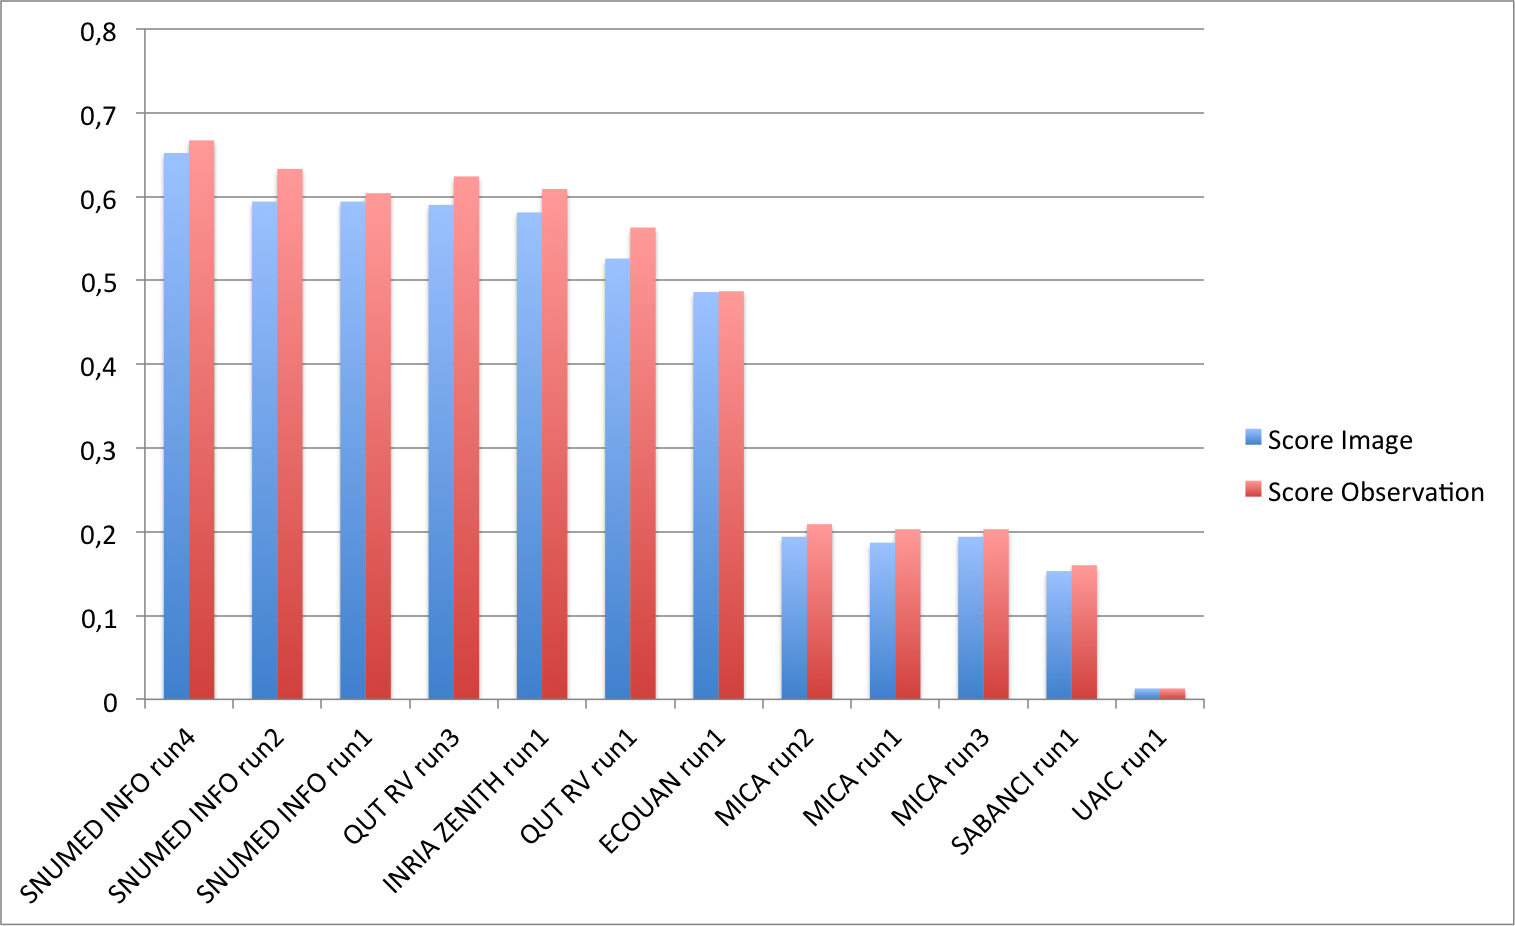 0,8
0,7
0,6
0,5
0,4
0,3
0,2
0,1
0
SNUMED INFO run4
SNUMED INFO run2
SNUMED INFO run1
QUT RV run3
INRIA ZENITH run1
QUT RV run1
ECOUAN run1
MICA run2
MICA run1
MICA run3
SABANCI run1
UAIC run1
Score Image
Score Observation